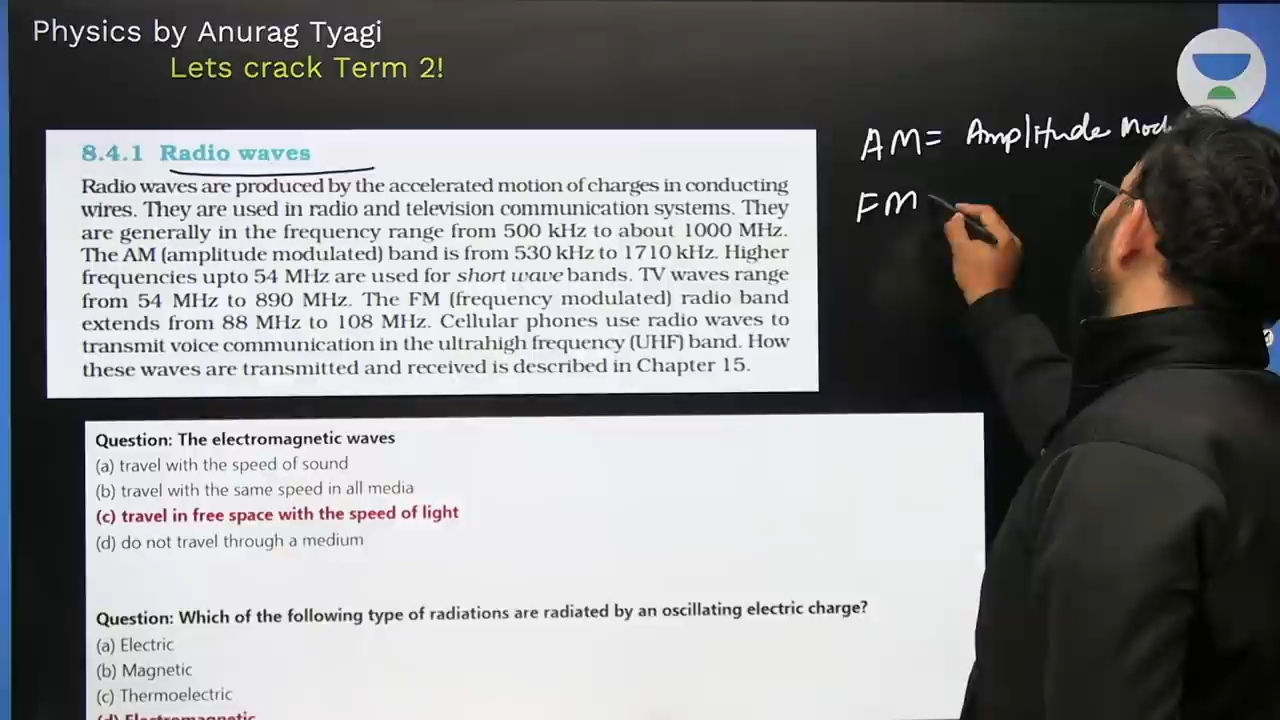 Physics by Anurag Tyagi
Lets crack Term 2!
AM = Amplitude Mod
FM
8.4.1 Radio waves
Radio waves are produced by the accelerated motion of charges in conducting
wires. They are used in radio and television communication systems. They
are generally in the frequency range from 500 kHz to about 1000 MHz.
The AM (amplitude modulated) band is from 530 kHz to 1710 kHz. Higher
frequencies upto 54 MHz are used for short wave bands. TV waves range
from 54 MHz to 890 MHz. The FM (frequency modulated) radio band
extends from 88 MHz to 108 MHz. Cellular phones use radio waves to
transmit voice communication in the ultrahigh frequency (UHF) band. How
these waves are transmitted and received is described in Chapter 15.
Question: The electromagnetic waves
(a) travel with the speed of sound
(b) travel with the same speed in all media
(c) travel in free space with the speed of light
(d) do not travel through a medium
Question: Which of the following type of radiations are radiated by an oscillating electric charge?
(a) Electric
(b) Magnetic
(c) Thermoelectric
(d) Electromagnetic